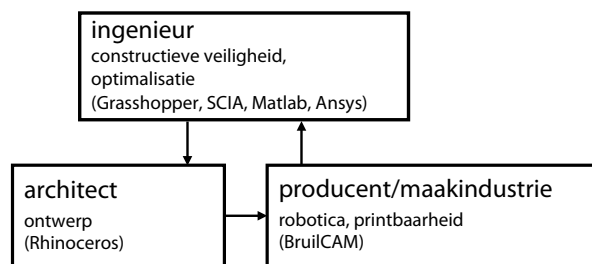 ingenieur
constructieve veiligheid,
optimalisatie
(Grasshopper, SCIA, Matlab, Ansys)
architect
ontwerp
(Rhinoceros)
producent/maakindustrie
robotica, printbaarheid
(BruilCAM)